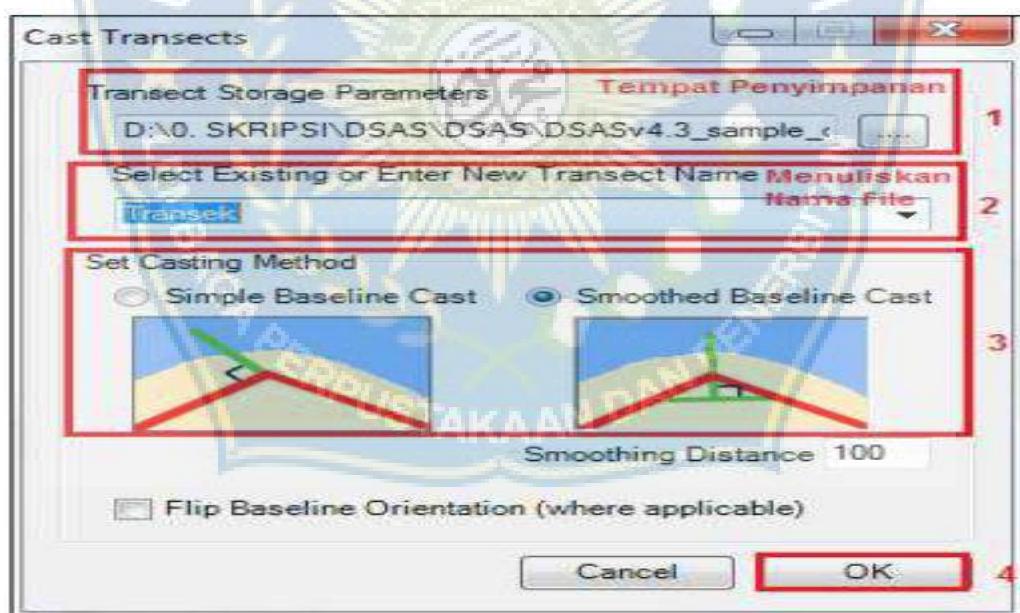 Cast Transects
Transect Storage Parameters Tempat Penyimpanan
D:\0. SKRIPSI\DSAS\DSAS\DSASv4.3_sample_ ....
1
Select Existing or Enter New Transect Name Menuliskan
Nama File
Transek
2
Set Casting Method
Simple Baseline Cast Smoothed Baseline Cast
3
PERPUSTAKAAN DAN
Smoothing Distance 100
Flip Baseline Orientation (where applicable)
Cancel OK 4